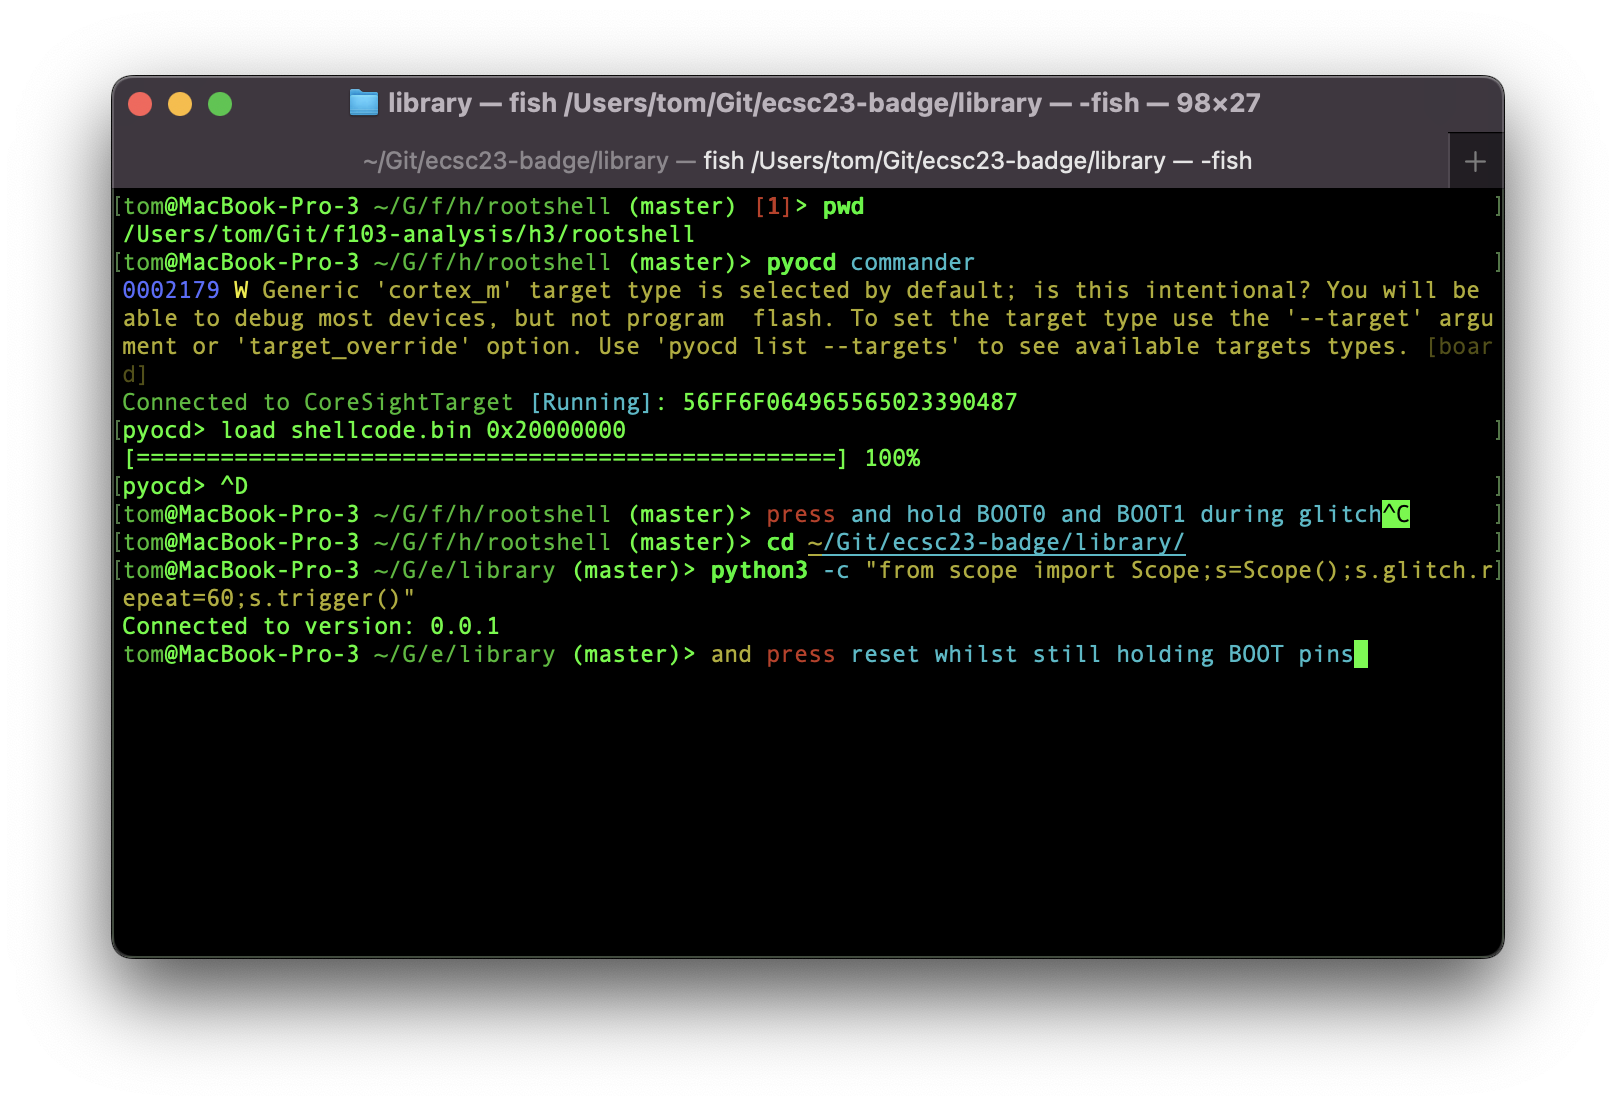 library — fish /Users/tom/Git/ecsc23-badge/library — -fish — 98×27
~/Git/ecsc23-badge/library — fish /Users/tom/Git/ecsc23-badge/library — -fish +
[tom@MacBook-Pro-3 ~/G/f/h/rootshell (master) [1]> pwd ]
/Users/tom/Git/f103-analysis/h3/rootshell
[tom@MacBook-Pro-3 ~/G/f/h/rootshell (master)> pyocd commander ]
0002179 W Generic 'cortex_m' target type is selected by default; is this intentional? You will be
able to debug most devices, but not program  flash. To set the target type use the '--target' argu
ment or 'target_override' option. Use 'pyocd list --targets' to see available targets types. [boar
d]
Connected to CoreSightTarget [Running]: 56FF6F064965565023390487
[pyocd> load shellcode.bin 0x20000000 ]
[==================================================] 100%
[pyocd> ^D ]
[tom@MacBook-Pro-3 ~/G/f/h/rootshell (master)> press and hold BOOT0 and BOOT1 during glitch^C ]
[tom@MacBook-Pro-3 ~/G/f/h/rootshell (master)> cd ~/Git/ecsc23-badge/library/ ]
[tom@MacBook-Pro-3 ~/G/e/library (master)> python3 -c "from scope import Scope;s=Scope();s.glitch.r]
epeat=60;s.trigger()"
Connected to version: 0.0.1
tom@MacBook-Pro-3 ~/G/e/library (master)> and press reset whilst still holding BOOT pins